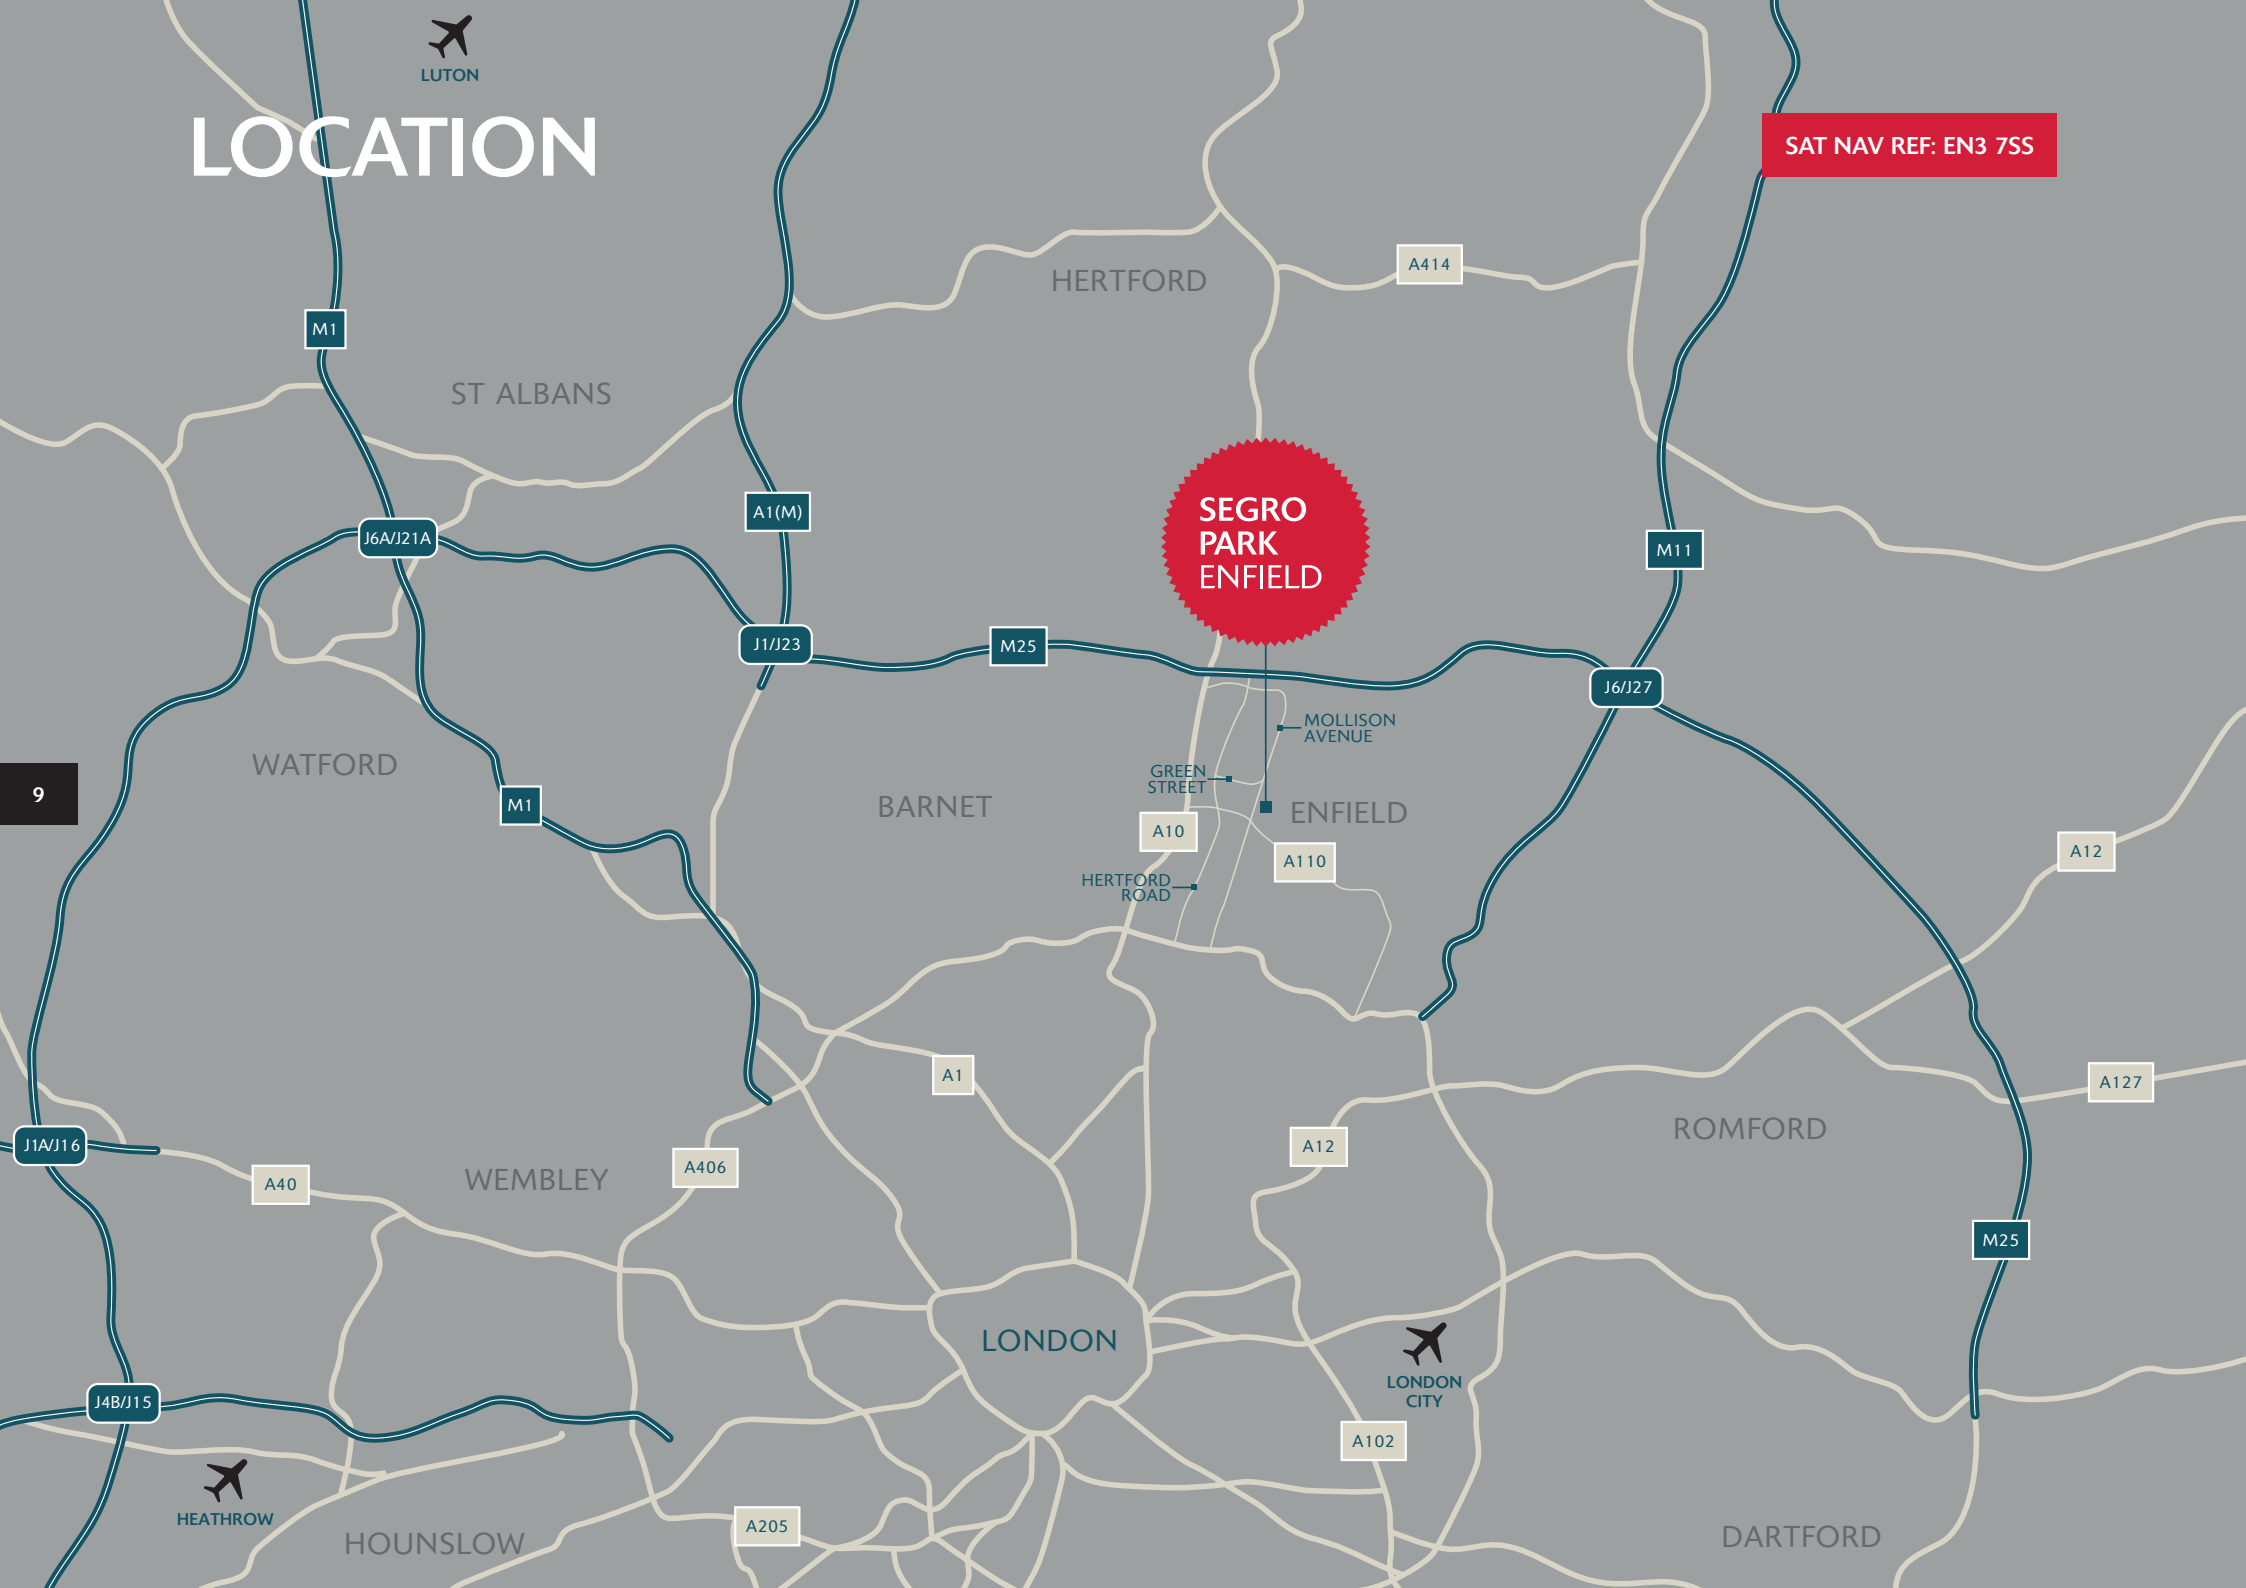 LUTON
LOCATION
SAT NAV REF: EN3 7SS
HERTFORD
A414
M1
ST ALBANS
A1(M)
SEGRO
PARK
ENFIELD
J6A/J21A
M11
J1/J23
M25
J6/J27
MOLLISON
AVENUE
WATFORD
GREEN
STREET
9
M1
BARNET
ENFIELD
A10
A110
A12
HERTFORD
ROAD
A1
A127
ROMFORD
J1A/J16
A12
A406
WEMBLEY
A40
M25
LONDON
LONDON
CITY
J4B/J15
A102
HEATHROW
A205
HOUNSLOW
DARTFORD